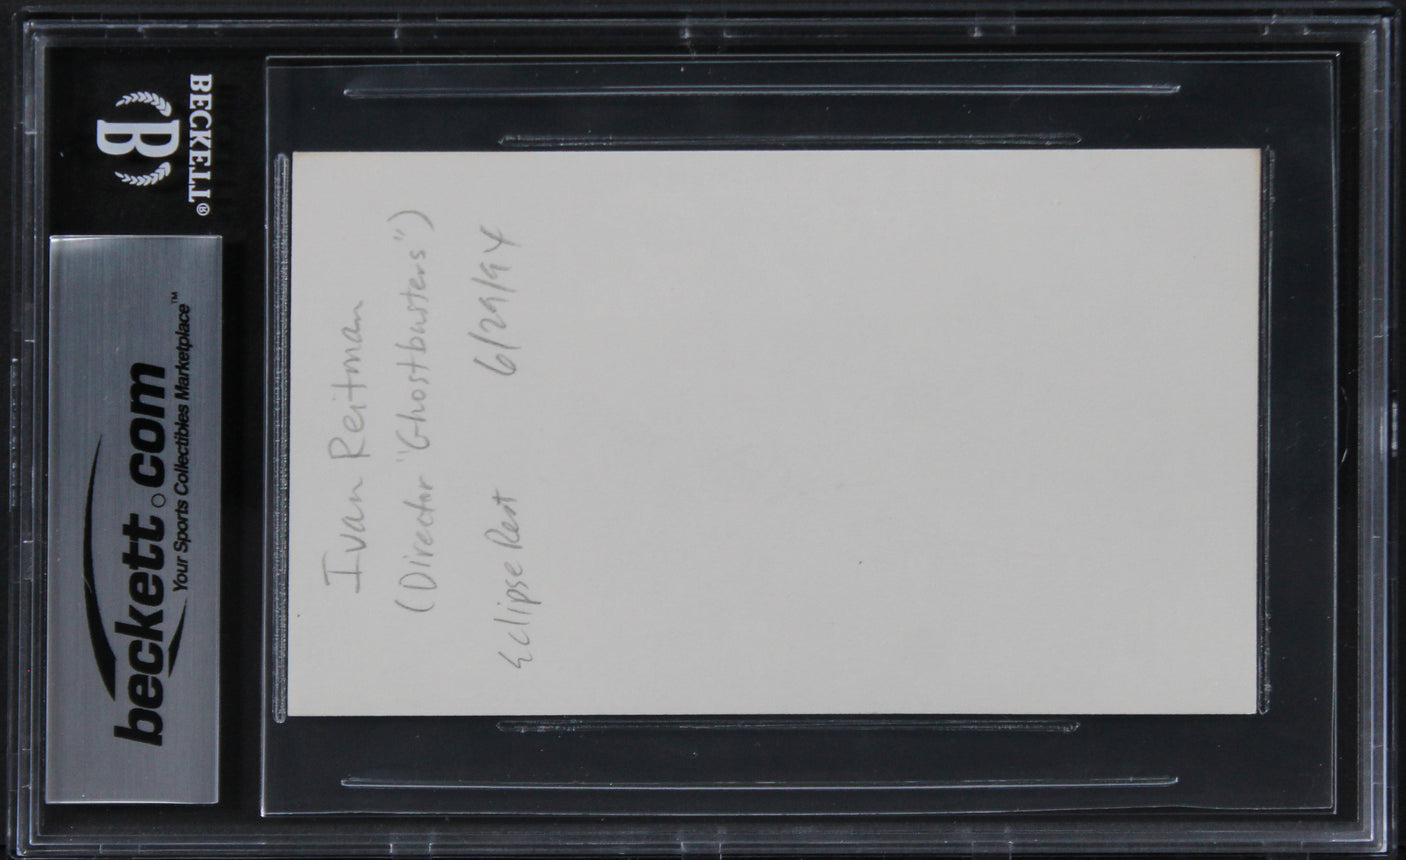 BECKETT®
B
beckett.com
Your Sports Collectibles Marketplace™
Ivan Reitman
(Director "Ghostbusters")
Eclipse Rest 6/29/94